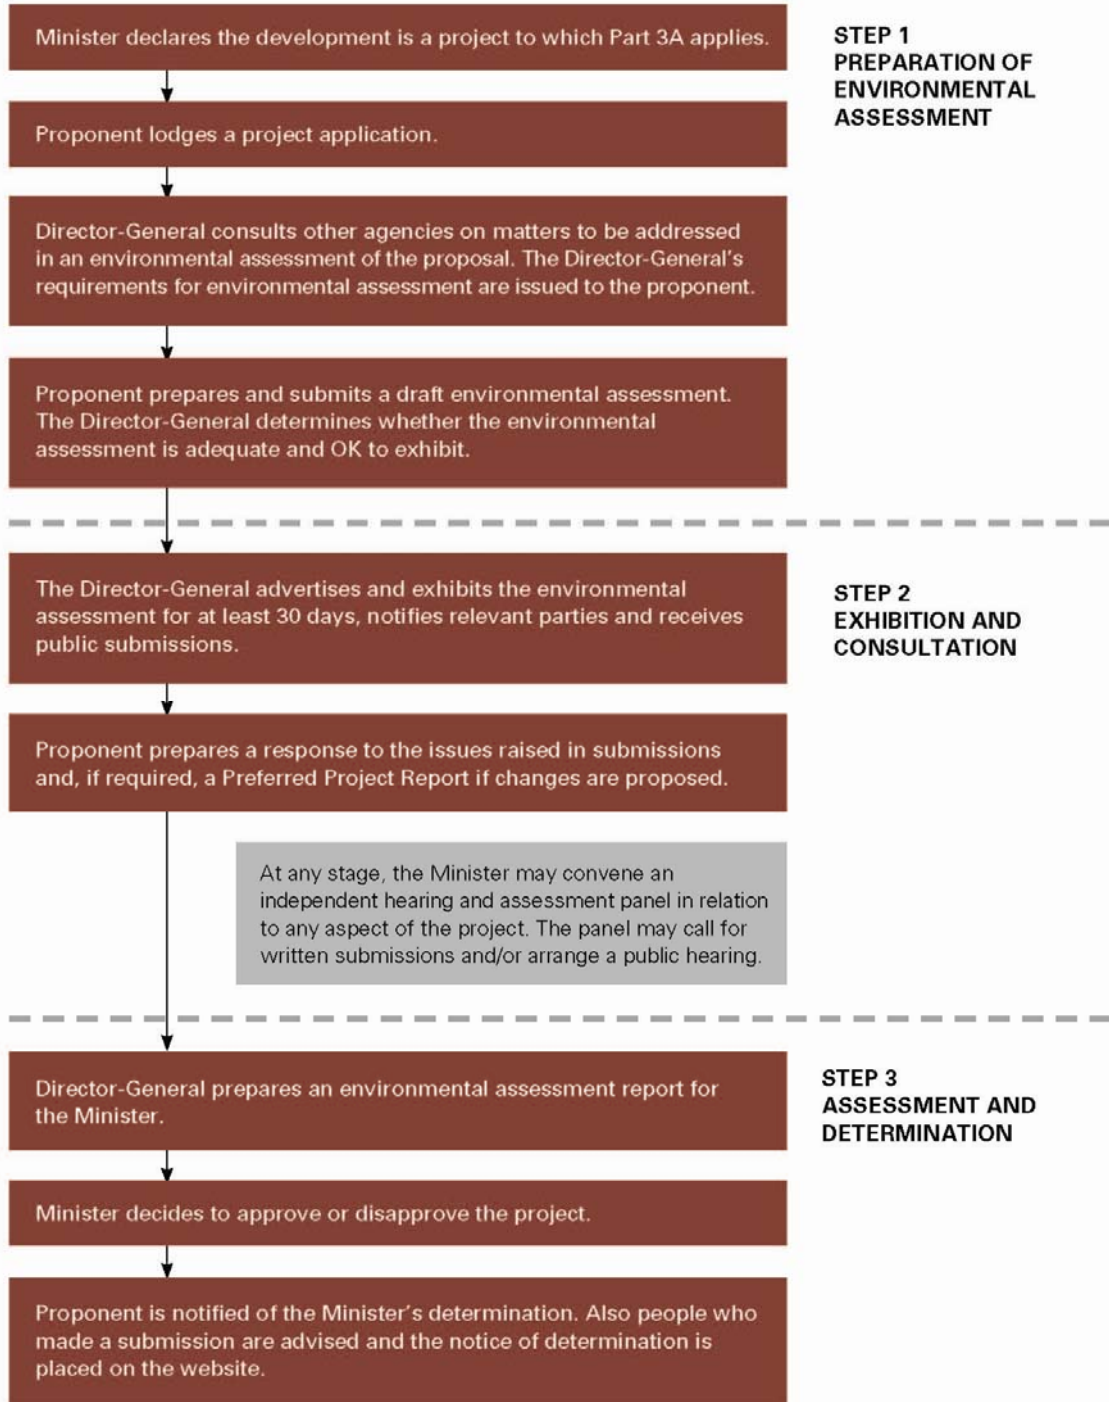 Minister declares the development is a project to which Part 3A applies.
STEP 1
PREPARATION OF
ENVIRONMENTAL
ASSESSMENT
Proponent lodges a project application.
Director-General consults other agencies on matters to be addressed
in an environmental assessment of the proposal. The Director-General's
requirements for environmental assessment are issued to the proponent.
Proponent prepares and submits a draft environmental assessment.
The Director-General determines whether the environmental
assessment is adequate and OK to exhibit.
The Director-General advertises and exhibits the environmental
assessment for at least 30 days, notifies relevant parties and receives
public submissions.
STEP 2
EXHIBITION AND
CONSULTATION
Proponent prepares a response to the issues raised in submissions
and, if required, a Preferred Project Report if changes are proposed.
At any stage, the Minister may convene an
independent hearing and assessment panel in relation
to any aspect of the project. The panel may call for
written submissions and/or arrange a public hearing.
Director-General prepares an environmental assessment report for
the Minister.
STEP 3
ASSESSMENT AND
DETERMINATION
Minister decides to approve or disapprove the project.
Proponent is notified of the Minister's determination. Also people who
made a submission are advised and the notice of determination is
placed on the website.